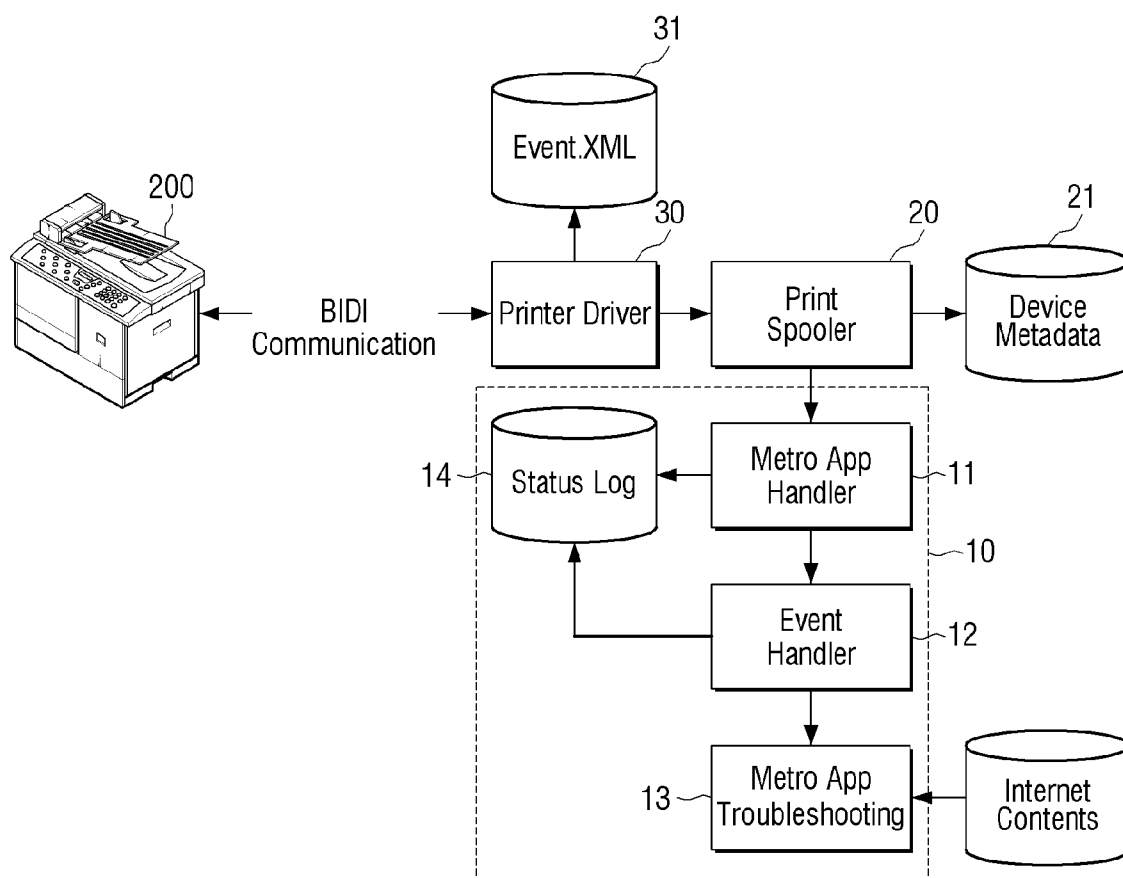 31
Event.XML
200
30
20
21
BIDI
Communication
Printer Driver
Print
Spooler
Device
Metadata
14
Status Log
Metro App
Handler
11
10
Event
Handler
12
13
Metro App
Troubleshooting
Internet
Contents